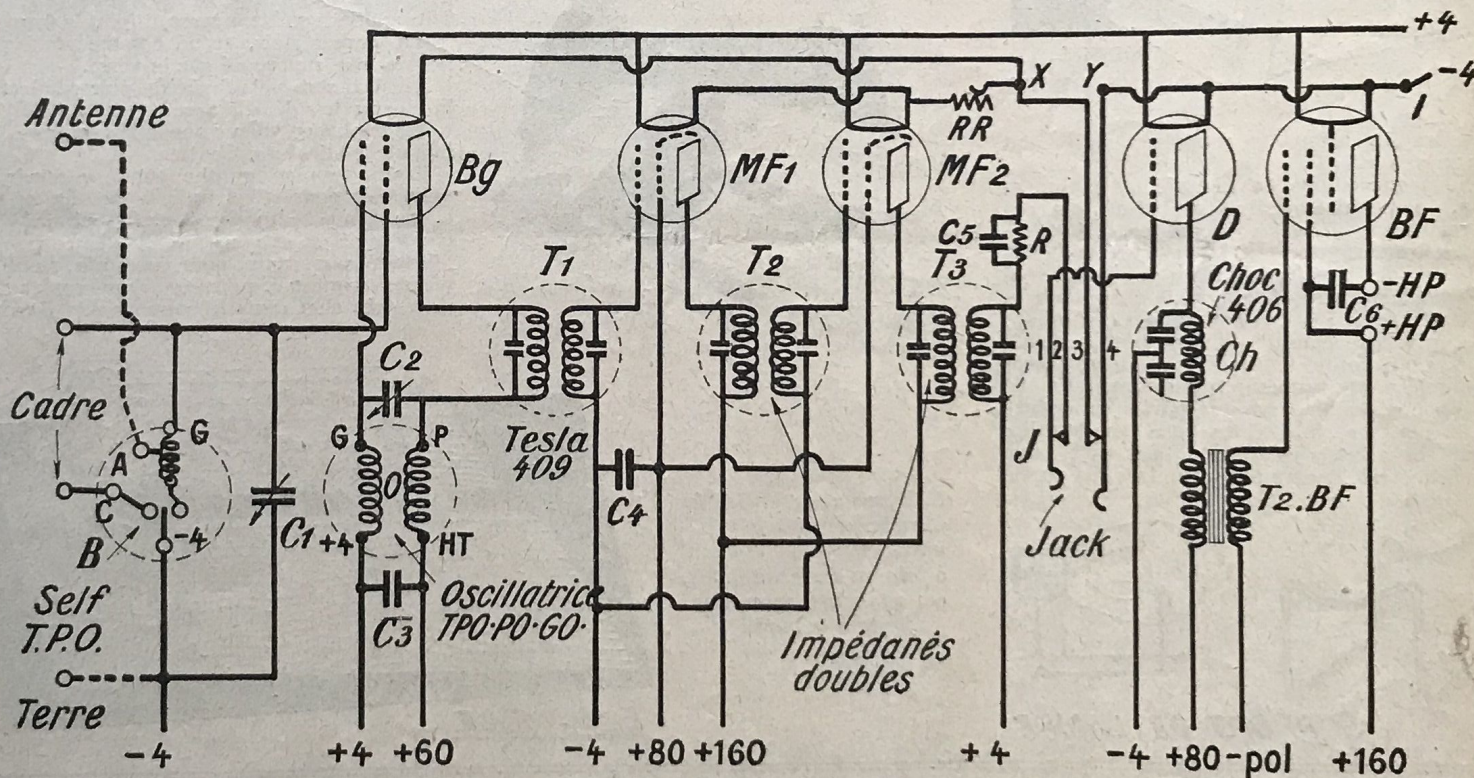 +4
X
Y
-4
I
Antenne
RR
Bg
MF1
MF2
D
BF
C5
R
T1
T2
T3
Choc
406
-HP
C6
+HP
C2
1
2
3
4
Ch
Cadre
G
A
G
P
Tesla
409
J
C
O
T2.BF
B
-4
C1
+4
HT
C4
Jack
Self
T.P.O.
C3
Oscillatrice
TPO·PO·GO·
Impédanés
doubles
Terre
-4
+4
+60
-4
+80
+160
+4
-4
+80
-pol
+160